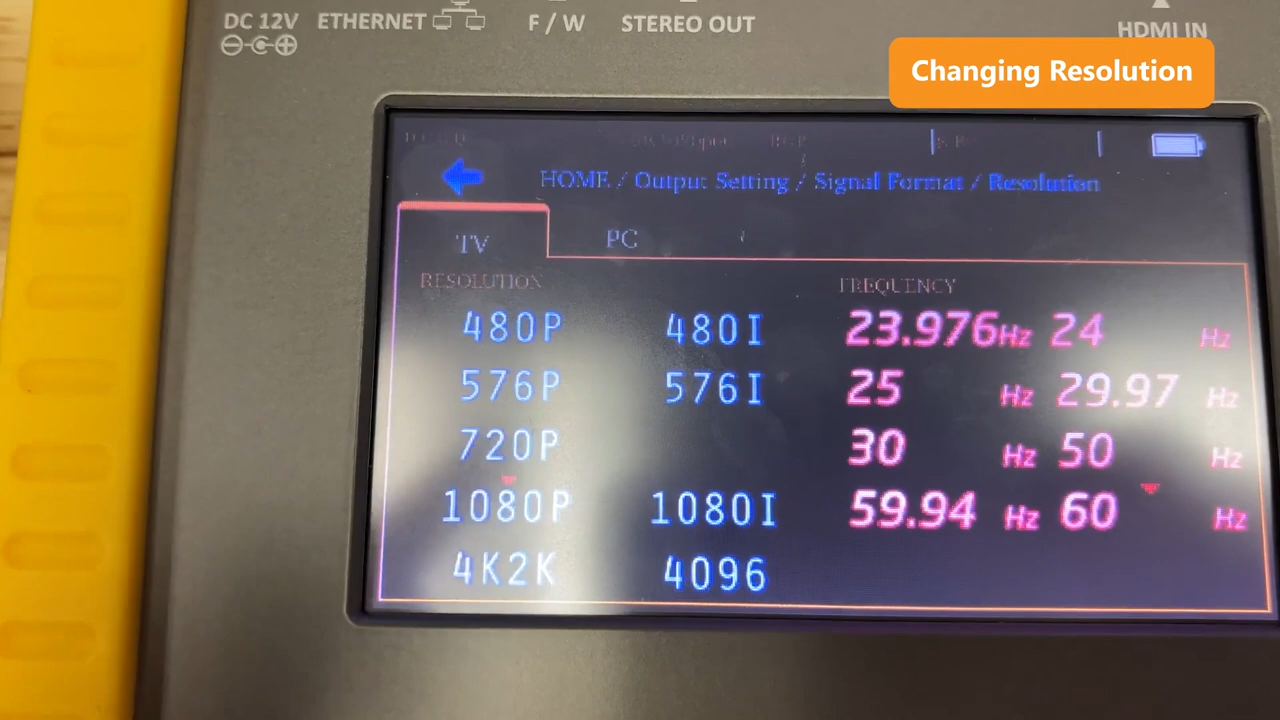 DC 12V ETHERNET F / W STEREO OUT HDMI IN
Changing Resolution
HOME / Output Setting / Signal Format / Resolution
TV PC
RESOLUTION FREQUENCY
480P 480I 23.976Hz 24 Hz
576P 576I 25 Hz 29.97 Hz
720P 30 Hz 50 Hz
1080P 1080I 59.94 Hz 60 Hz
4K2K 4096